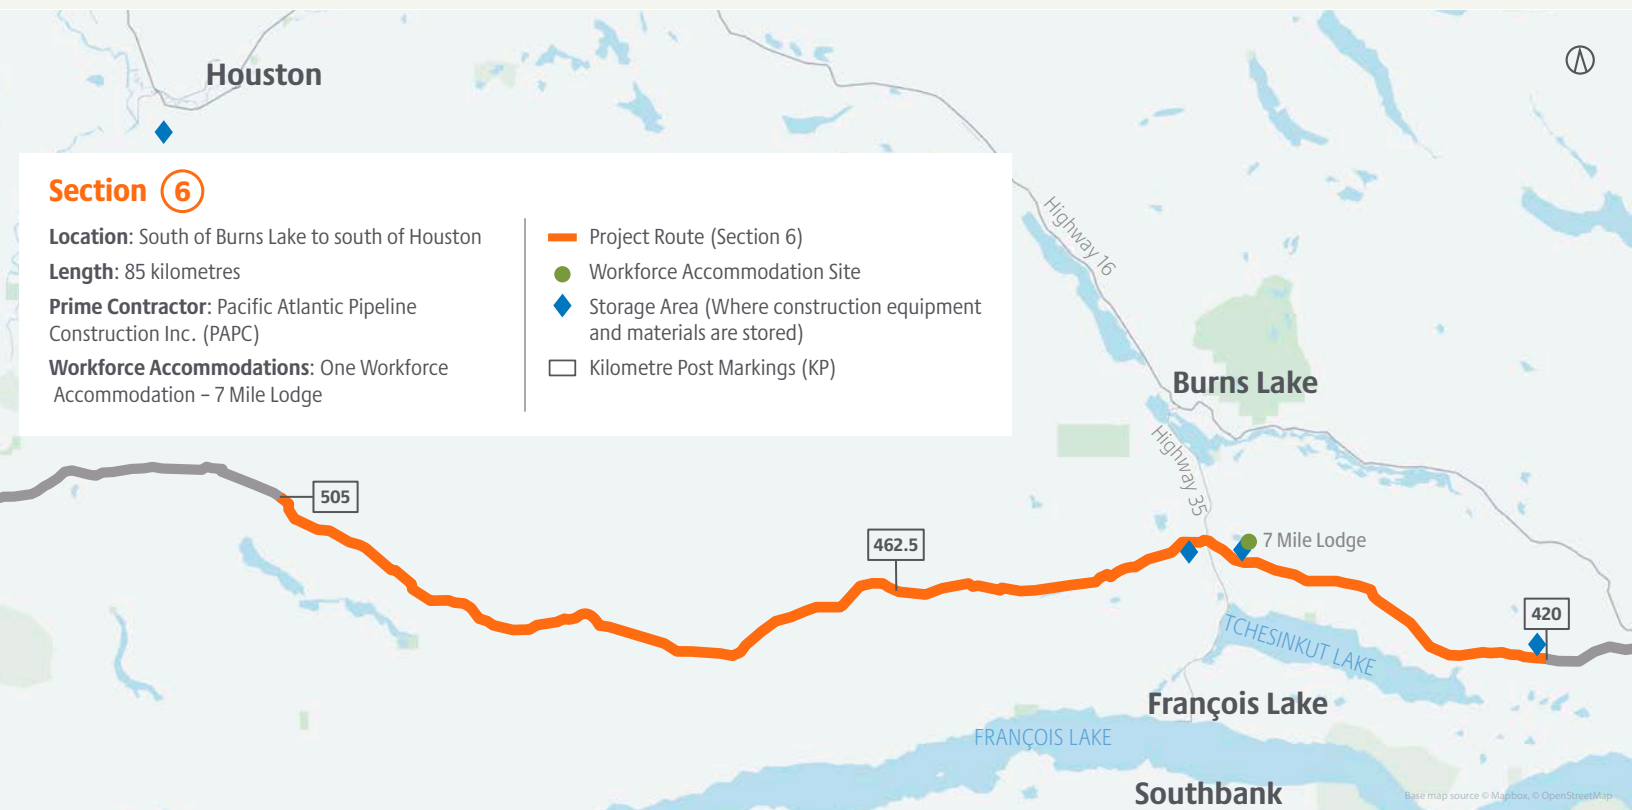 Houston
Section 6
Location: South of Burns Lake to south of Houston
Length: 85 kilometres
Prime Contractor: Pacific Atlantic Pipeline
Construction Inc. (PAPC)
Workforce Accommodations: One Workforce
Accommodation – 7 Mile Lodge
Project Route (Section 6)
Workforce Accommodation Site
Storage Area (Where construction equipment
and materials are stored)
Kilometre Post Markings (KP)
Highway 16
Burns Lake
Highway 35
505
462.5
7 Mile Lodge
420
TCHESINKUT LAKE
François Lake
FRANÇOIS LAKE
Southbank
Base map source © Mapbox, © OpenStreetMap